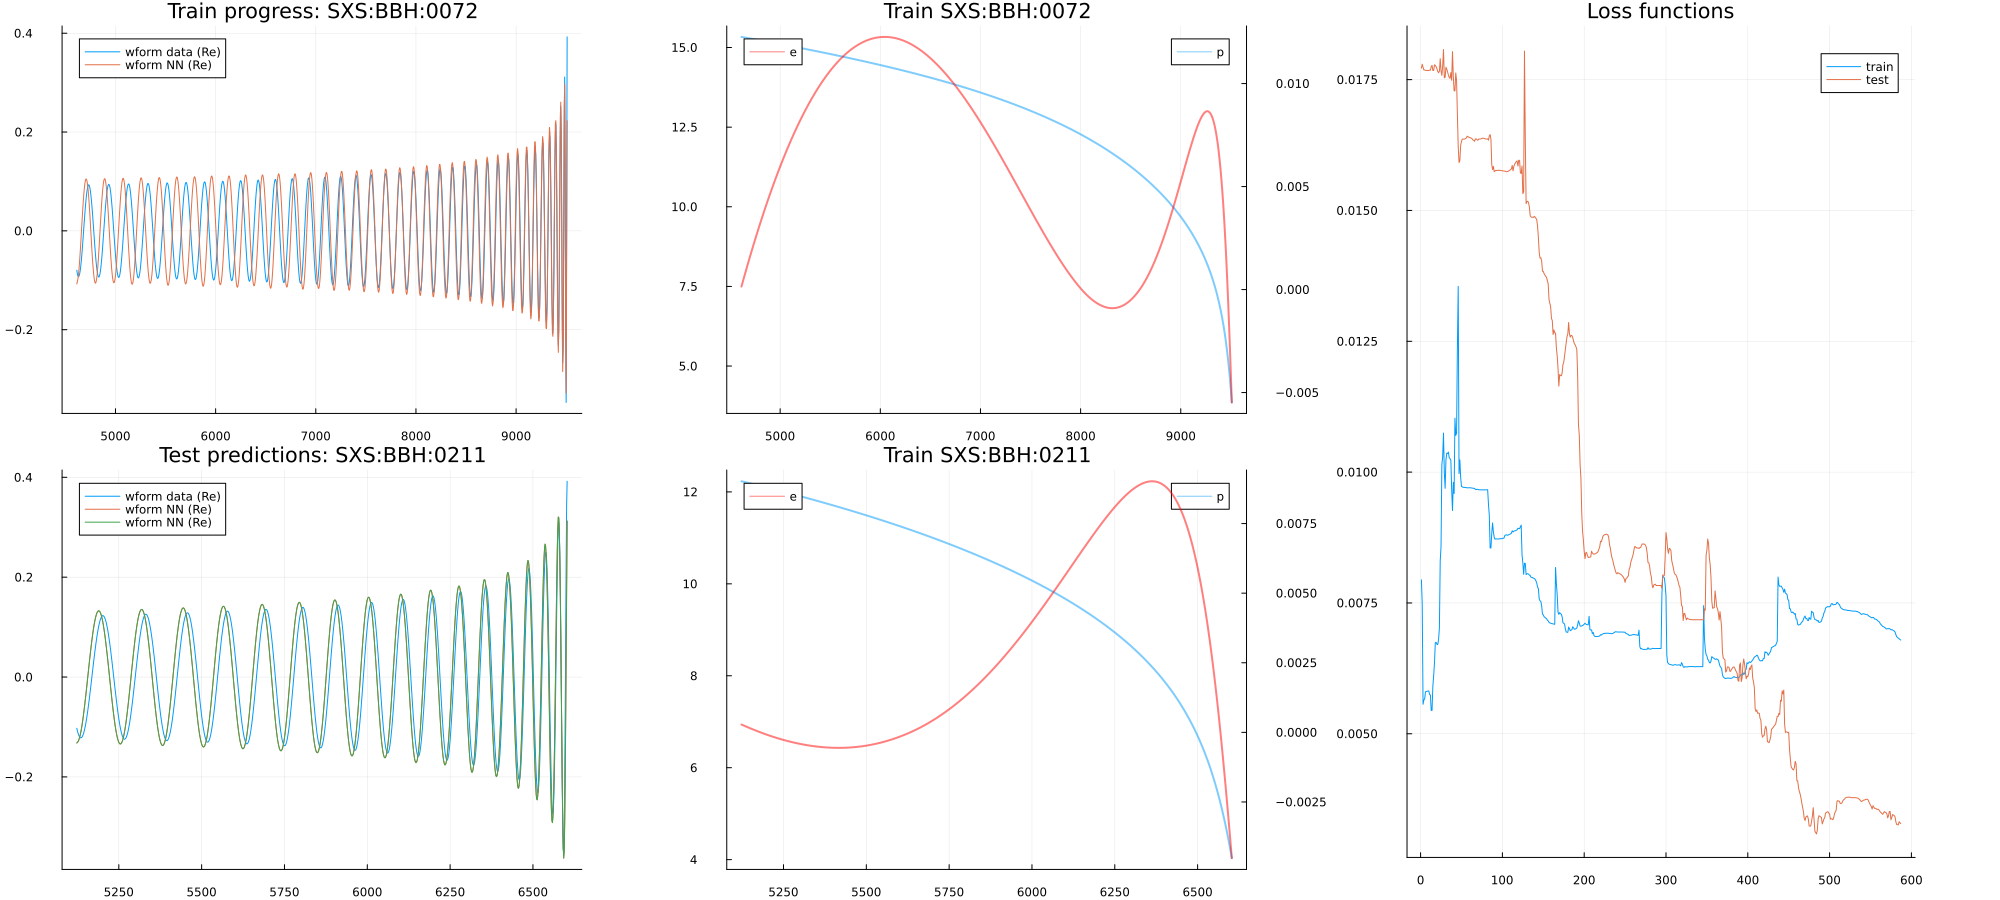 Train progress: SXS:BBH:0072
0.4
0.2
0.0
−0.2
wform data (Re)
wform NN (Re)
5000 6000 7000 8000 9000
Train SXS:BBH:0072
15.0
12.5
10.0
7.5
5.0
e
p
0.010
0.005
0.000
−0.005
5000 6000 7000 8000 9000
Test predictions: SXS:BBH:0211
0.4
0.2
0.0
−0.2
wform data (Re)
wform NN (Re)
wform NN (Re)
5250 5500 5750 6000 6250 6500
Train SXS:BBH:0211
12
10
8
6
4
e
p
0.0075
0.0050
0.0025
0.0000
−0.0025
5250 5500 5750 6000 6250 6500
Loss functions
0.0175
0.0150
0.0125
0.0100
0.0075
0.0050
train
test
0 100 200 300 400 500 600